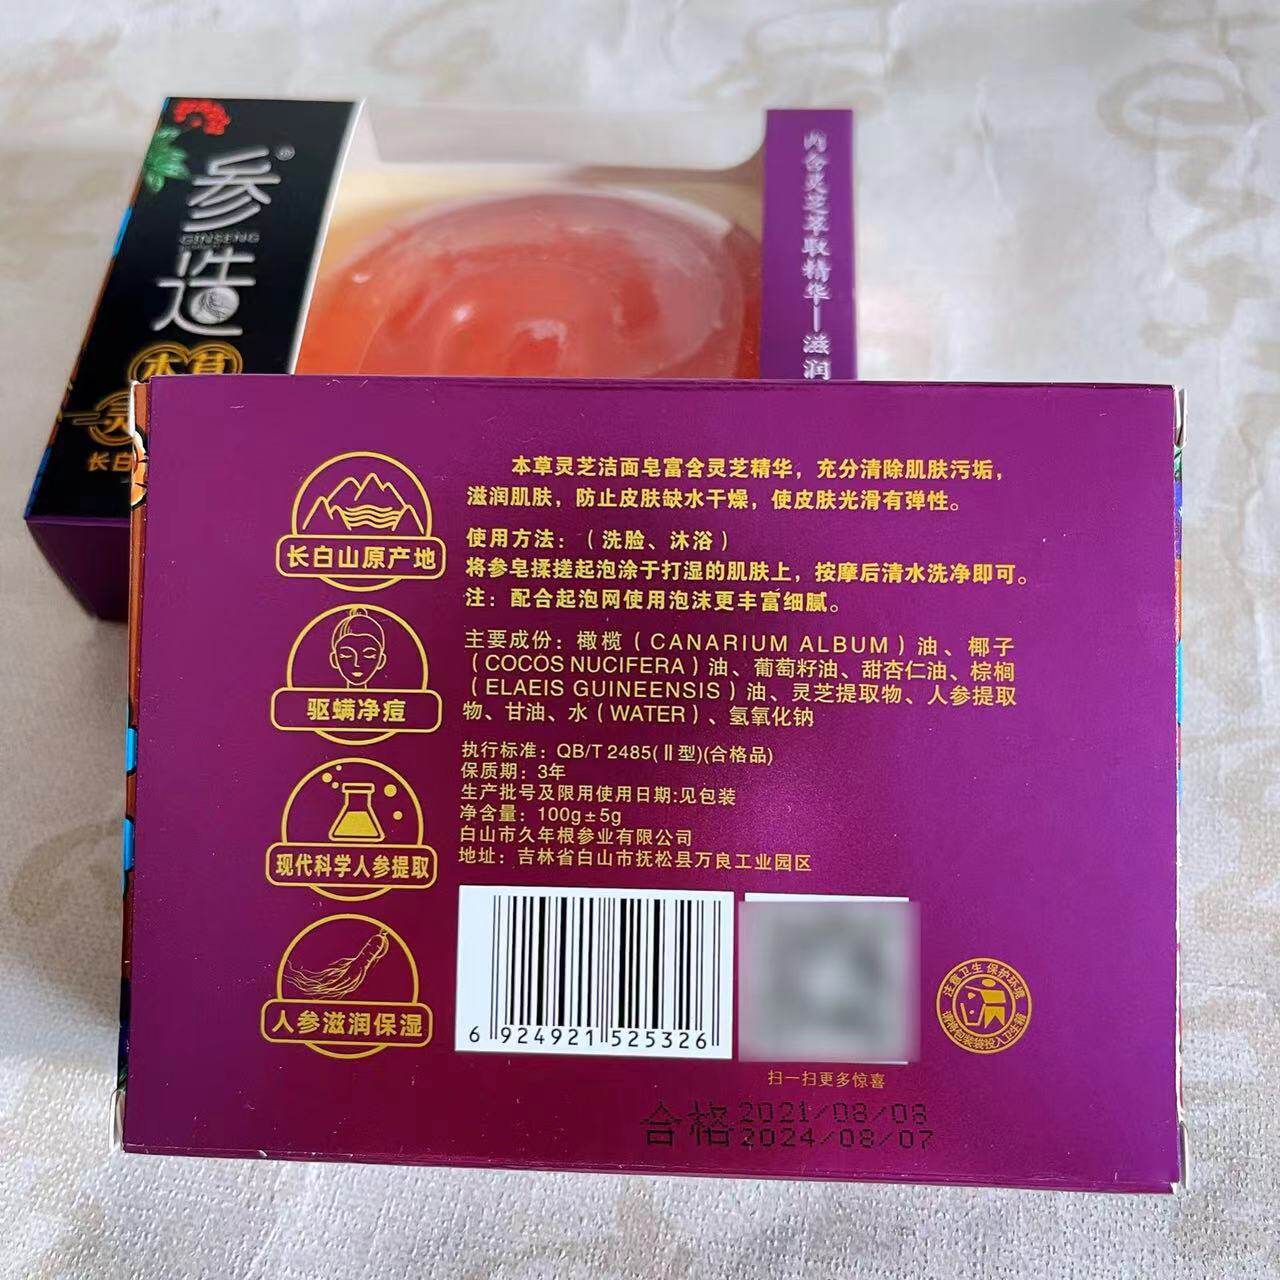 参造
GINSENG
本草
灵
长白
内含灵芝萃取精华—滋润
本草灵芝洁面皂富含灵芝精华，充分清除肌肤污垢，
滋润肌肤，防止皮肤缺水干燥，使皮肤光滑有弹性。
使用方法：（洗脸、沐浴）
将参皂揉搓起泡涂于打湿的肌肤上，按摩后清水洗净即可。
注：配合起泡网使用泡沫更丰富细腻。
主要成份：橄榄（CANARIUM ALBUM）油、椰子
（COCOS NUCIFERA）油、葡萄籽油、甜杏仁油、棕榈
（ELAEIS GUINEENSIS）油、灵芝提取物、人参提取
物、甘油、水（WATER）、氢氧化钠
执行标准：QB/T 2485(Ⅱ型)(合格品)
保质期：3年
生产批号及限用使用日期:见包装
净含量：100g±5g
白山市久年根参业有限公司
地址：吉林省白山市抚松县万良工业园区
长白山原产地
驱螨净痘
现代科学人参提取
人参滋润保湿
6 924921 525326
扫一扫更多惊喜
注意卫生 保护环境
请将包装袋投入卫生箱
合格 2021/08/08
2024/08/07